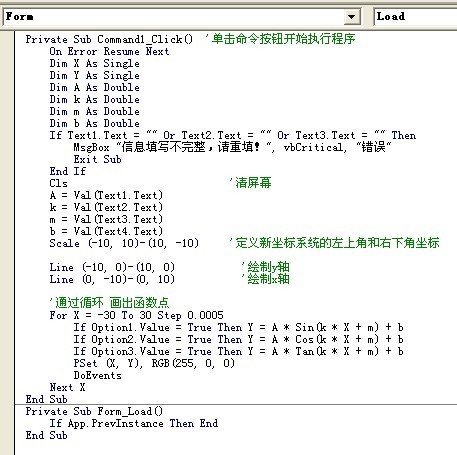 Form
Load
Private Sub Command1_Click() '单击命令按钮开始执行程序
On Error Resume Next
Dim X As Single
Dim Y As Single
Dim A As Double
Dim k As Double
Dim m As Double
Dim b As Double
If Text1.Text = "" Or Text2.Text = "" Or Text3.Text = "" Then
MsgBox "信息填写不完整，请重填！", vbCritical, "错误"
Exit Sub
End If
Cls '清屏幕
A = Val(Text1.Text)
k = Val(Text2.Text)
m = Val(Text3.Text)
b = Val(Text4.Text)
Scale (-10, 10)-(10, -10) '定义新坐标系统的左上角和右下角坐标
Line (-10, 0)-(10, 0) '绘制y轴
Line (0, -10)-(0, 10) '绘制x轴
'通过循环 画出函数点
For X = -30 To 30 Step 0.0005
If Option1.Value = True Then Y = A * Sin(k * X + m) + b
If Option2.Value = True Then Y = A * Cos(k * X + m) + b
If Option3.Value = True Then Y = A * Tan(k * X + m) + b
PSet (X, Y), RGB(255, 0, 0)
DoEvents
Next X
End Sub
Private Sub Form_Load()
If App.PrevInstance Then End
End Sub